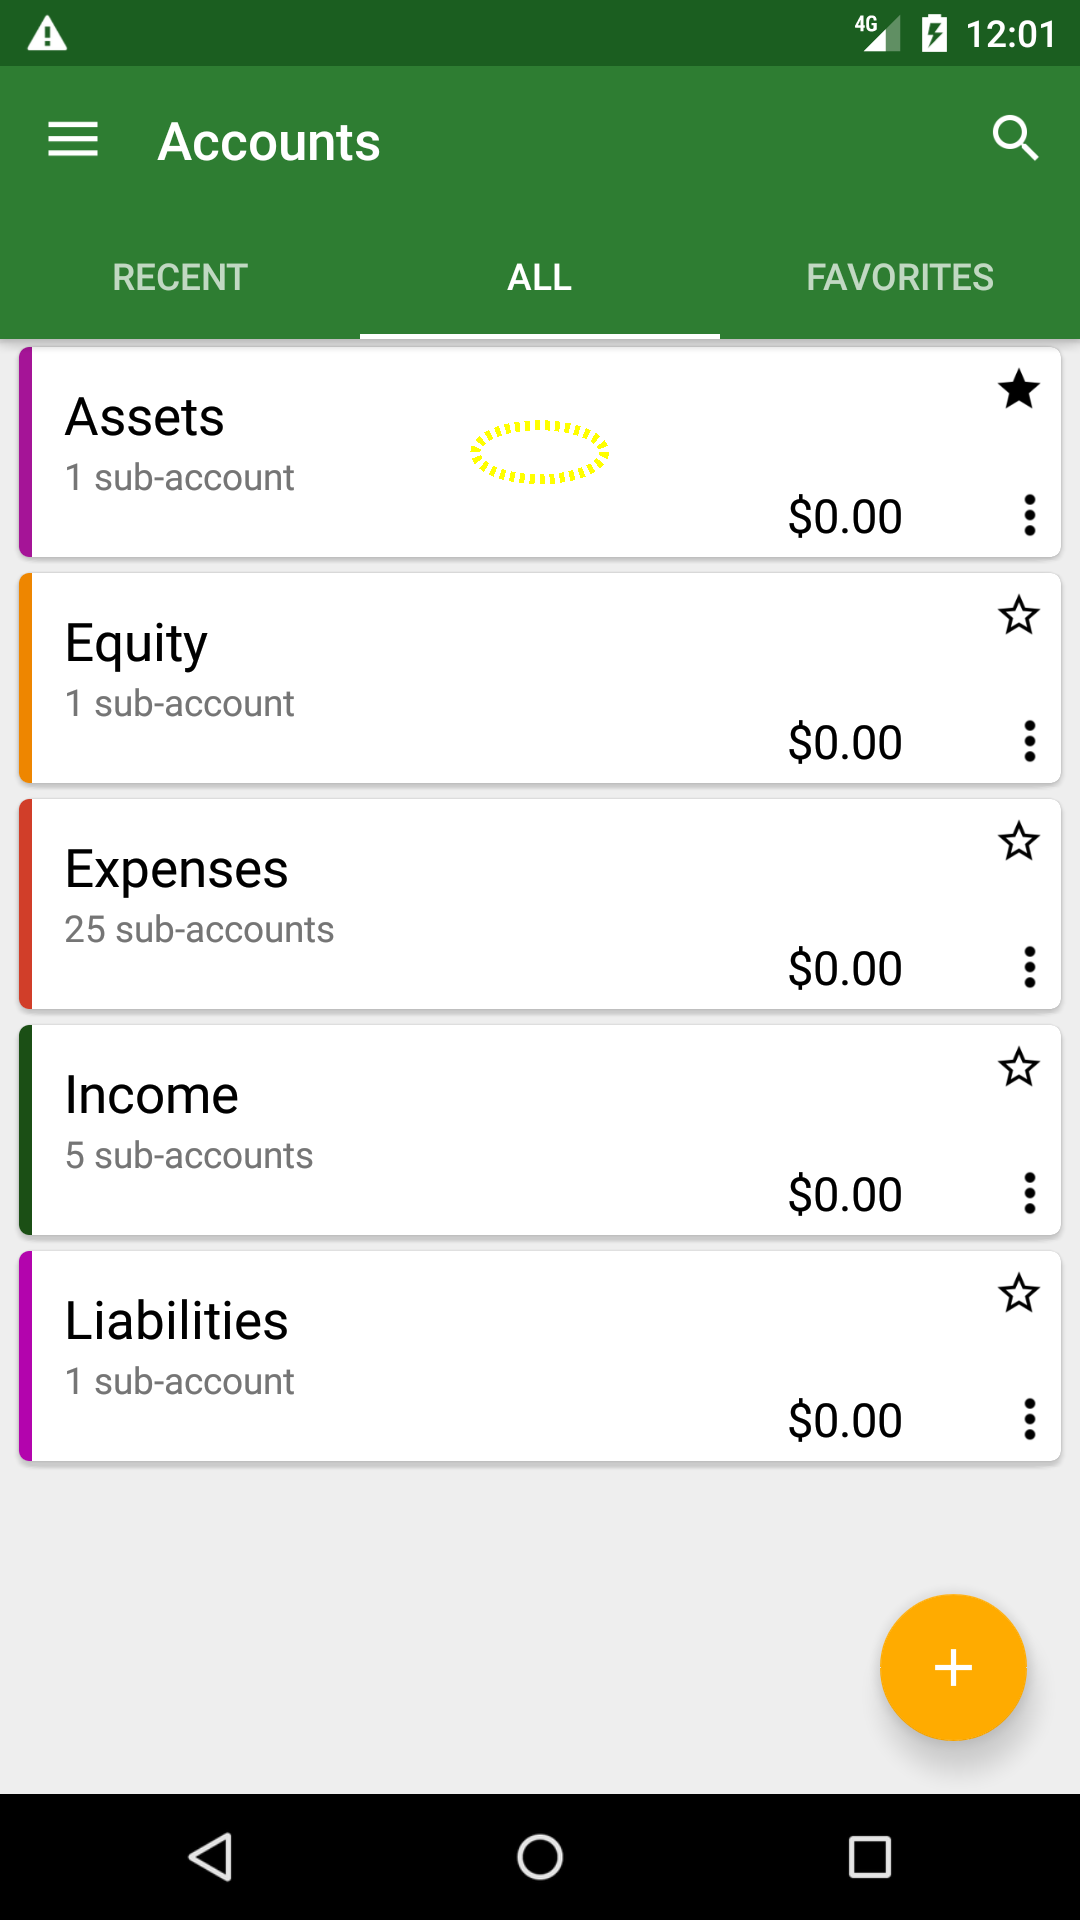 4G 12:01
Accounts
RECENT ALL FAVORITES
Assets
1 sub-account
$0.00
Equity
1 sub-account
$0.00
Expenses
25 sub-accounts
$0.00
Income
5 sub-accounts
$0.00
Liabilities
1 sub-account
$0.00